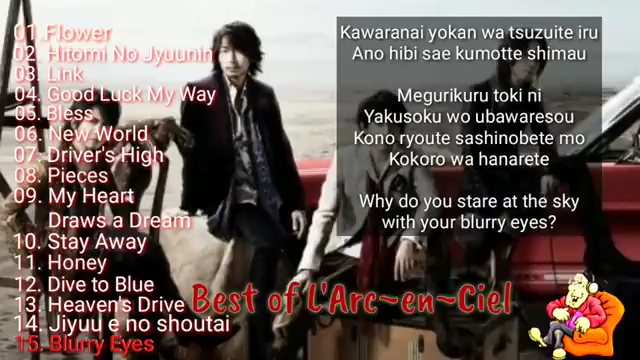 01.Flower
02. Hitomi No Jyuunin
03. Link
04. Good Luck My Way
05. Bless
06. New World
07. Driver's High
08. Pieces
09. My Heart
Draws a Dream
10. Stay Away
11. Honey
12. Dive to Blue
13. Heaven's Drive
14. Jiyuu e no shoutai
15. Blurry Eyes
Kawaranai yokan wa tsuzuite iru
Ano hibi sae kumotte shimau
Megurikuru toki ni
Yakusoku wo ubawaresou
Kono ryoute sashinobete mo
Kokoro wa hanarete
Why do you stare at the sky
with your blurry eyes?
Best of L'Arc~en~Ciel